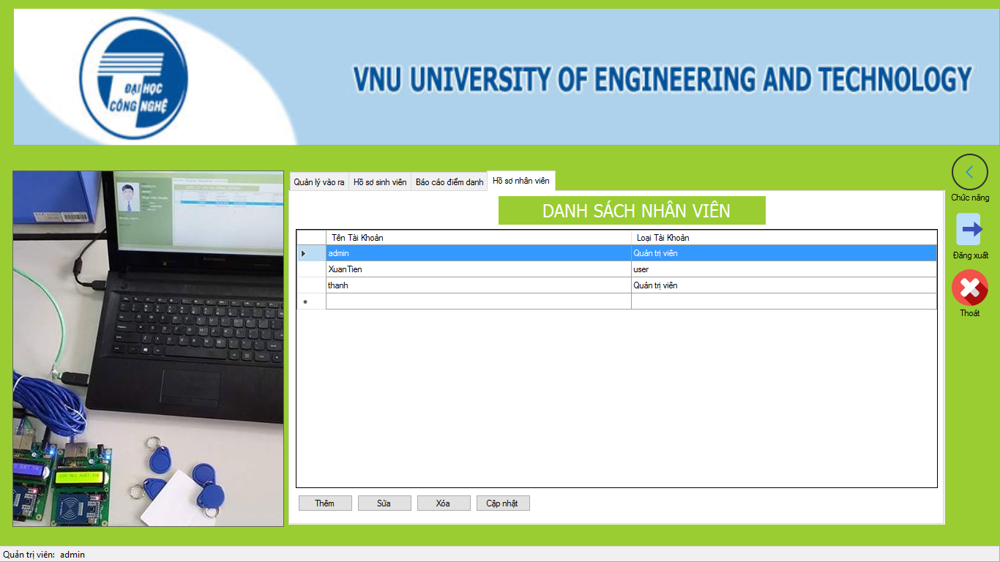 ĐẠI HỌC
CÔNG NGHỆ
VNU UNIVERSITY OF ENGINEERING AND TECHNOLOGY
Quản lý vào ra
Hồ sơ sinh viên
Báo cáo điểm danh
Hồ sơ nhân viên
DANH SÁCH NHÂN VIÊN
Tên Tài Khoản
Loại Tài Khoản
admin
Quản trị viên
XuanTien
user
thanh
Quản trị viên
Thêm
Sửa
Xóa
Cập nhật
Chức năng
Đăng xuất
Thoát
Quản trị viên: admin